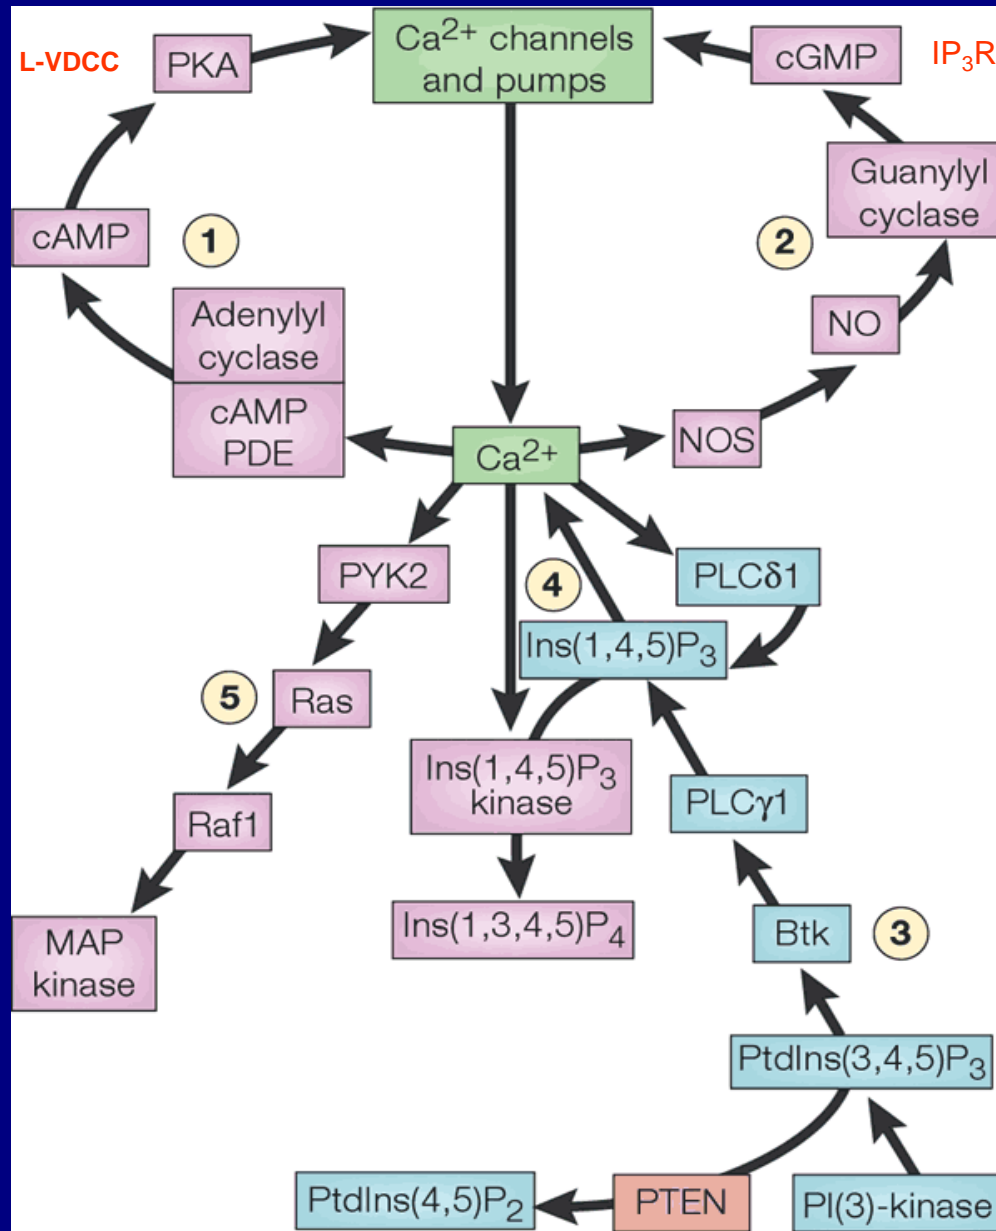 L-VDCC
PKA
Ca²⁺ channels
and pumps
cGMP
IP₃R
Guanylyl
cyclase
cAMP
1
2
NO
Adenylyl
cyclase
cAMP
PDE
Ca²⁺
NOS
PYK2
4
PLCδ1
Ins(1,4,5)P₃
5
Ras
Ins(1,4,5)P₃
kinase
PLCγ1
Raf1
Ins(1,3,4,5)P₄
Btk
3
MAP
kinase
PtdIns(3,4,5)P₃
PtdIns(4,5)P₂
PTEN
PI(3)-kinase